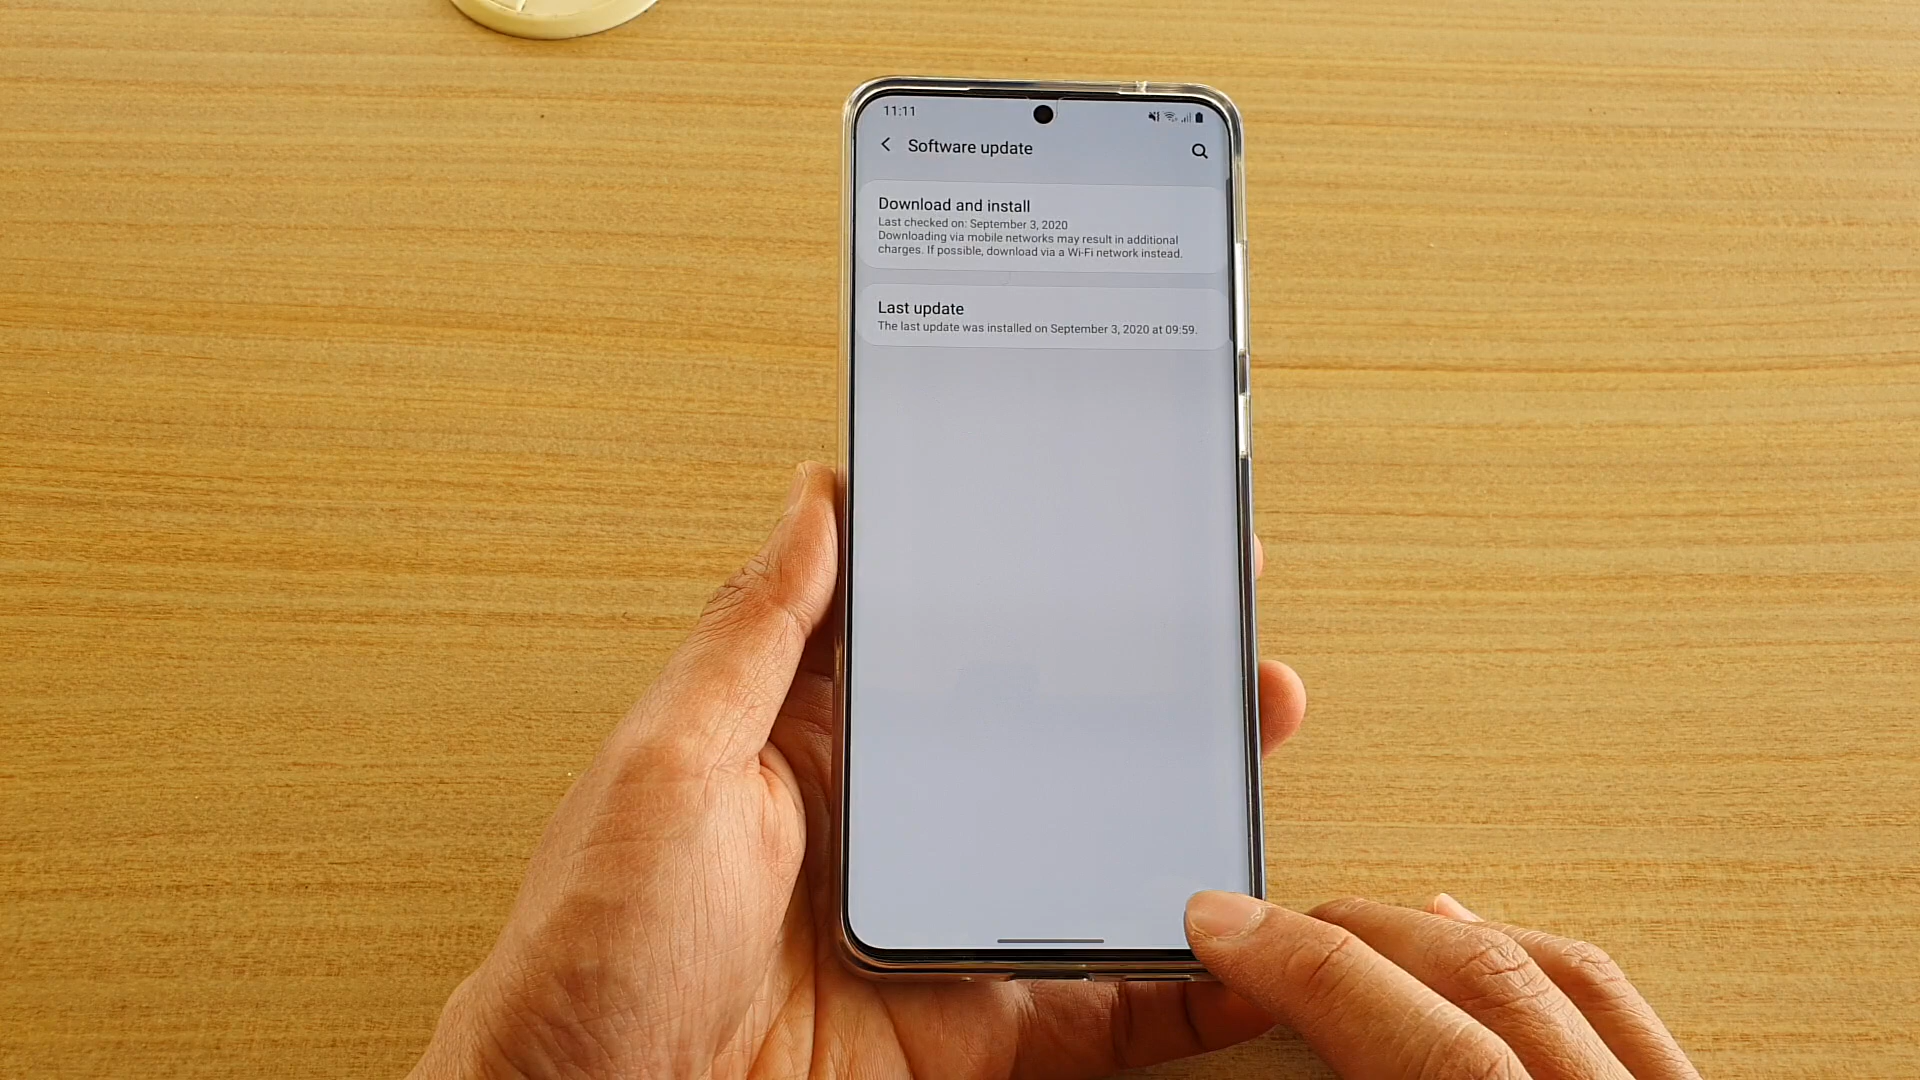 11:11
Software update
Download and install
Last checked on: September 3, 2020
Downloading via mobile networks may result in additional
charges. If possible, download via a Wi-Fi network instead.
Last update
The last update was installed on September 3, 2020 at 09:59.